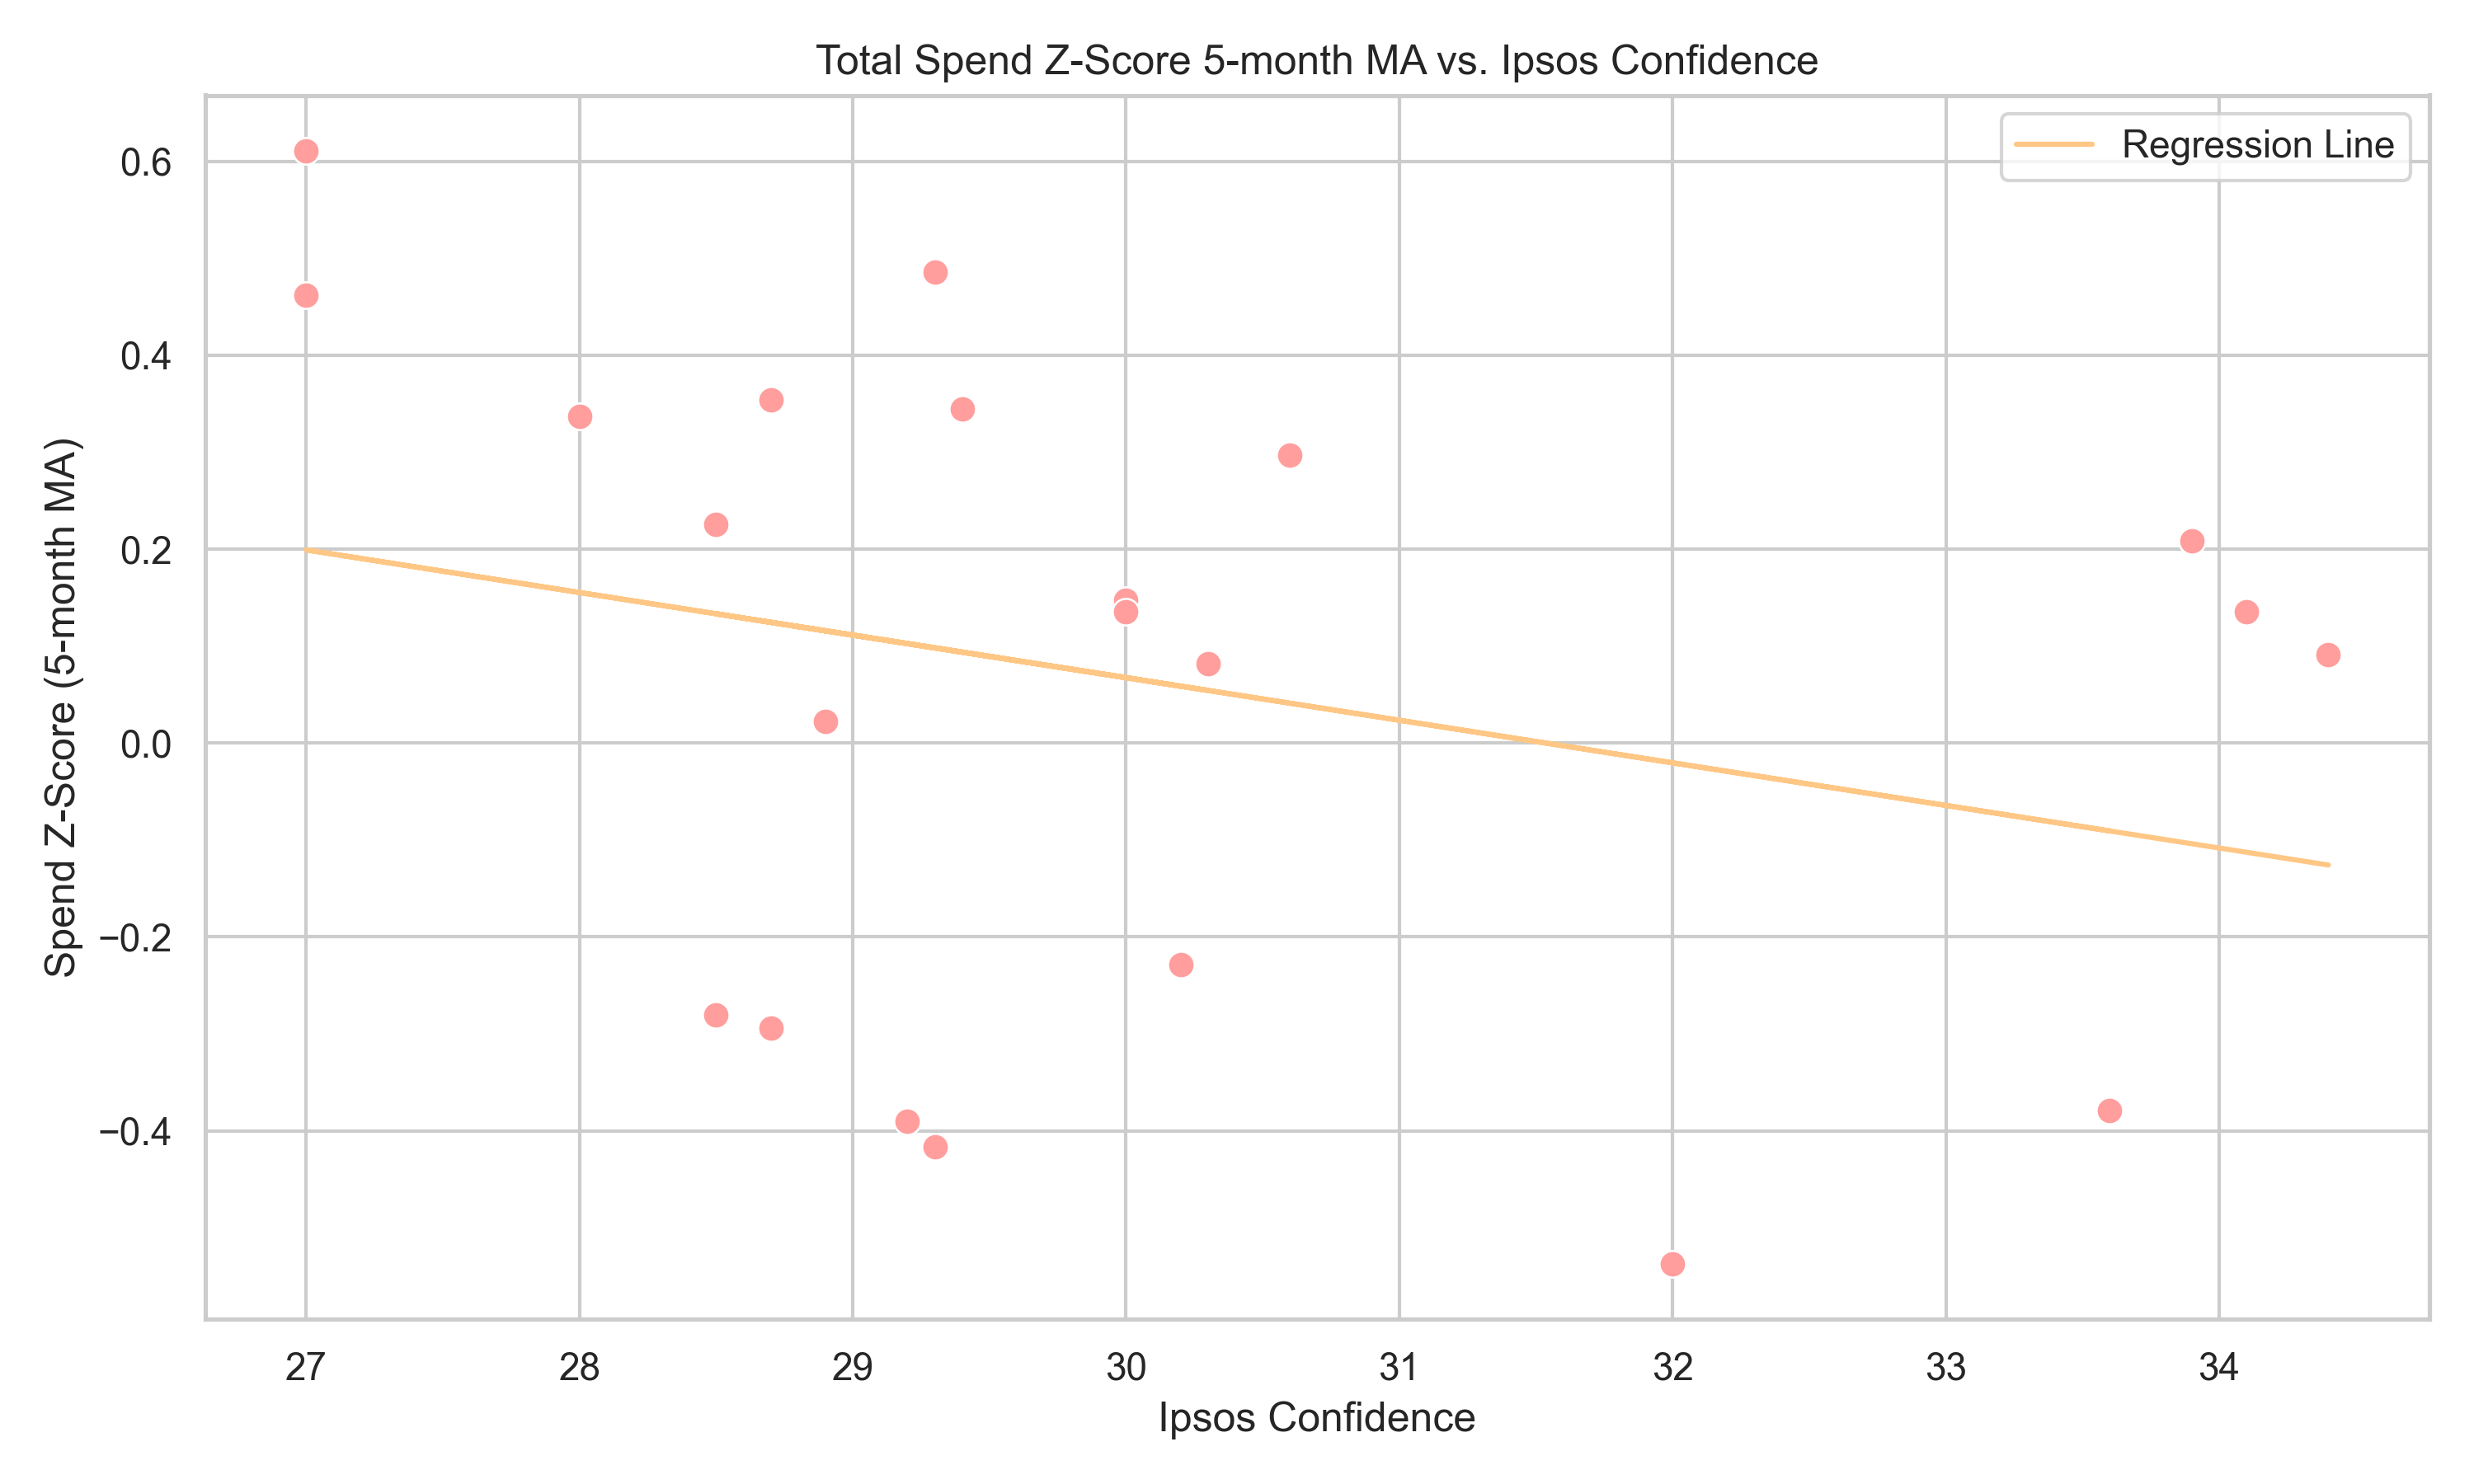 Total Spend Z-Score 5-month MA vs. Ipsos Confidence
Regression Line
Spend Z-Score (5-month MA)
0.6
0.4
0.2
0.0
−0.2
−0.4
27 28 29 30 31 32 33 34
Ipsos Confidence